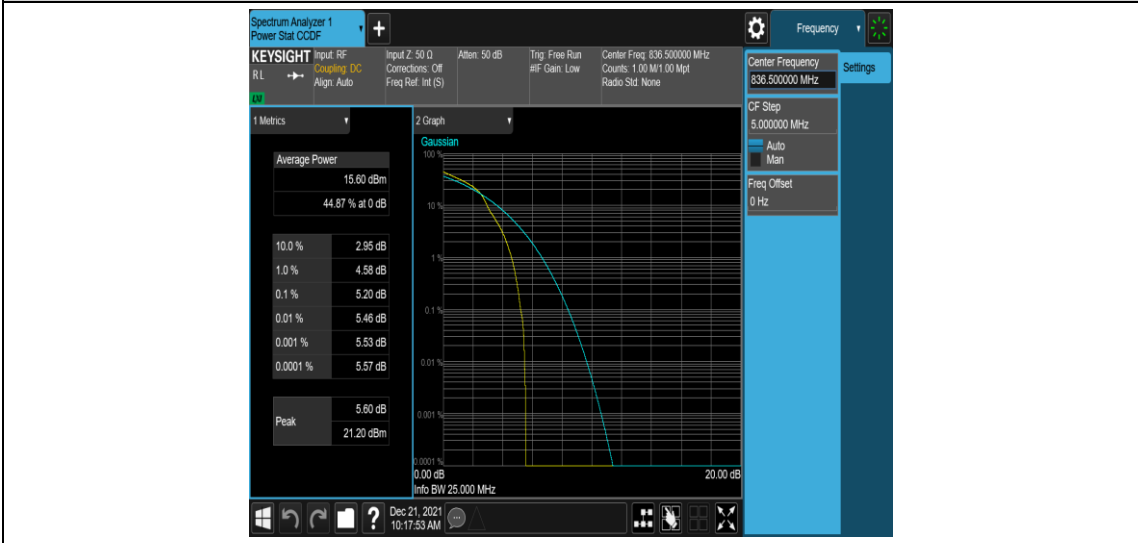 Spectrum Analyzer 1
Power Stat CCDF
+
Frequency
KEYSIGHT
RL
LXI
Input: RF
Coupling: DC
Align: Auto
Input Z: 50 Ω
Corrections: Off
Freq Ref: Int (S)
Atten: 50 dB
Trig: Free Run
#IF Gain: Low
Center Freq: 836.500000 MHz
Counts: 1.00 M/1.00 Mpt
Radio Std: None
Center Frequency
836.500000 MHz
Settings
CF Step
5.000000 MHz
Auto
Man
Freq Offset
0 Hz
1 Metrics
Average Power
15.60 dBm
44.87 % at 0 dB
10.0 % 2.95 dB
1.0 % 4.58 dB
0.1 % 5.20 dB
0.01 % 5.46 dB
0.001 % 5.53 dB
0.0001 % 5.57 dB
Peak
5.60 dB
21.20 dBm
2 Graph
Gaussian
100 %
10 %
1 %
0.1 %
0.01 %
0.001 %
0.0001 %
0.00 dB
20.00 dB
Info BW 25.000 MHz
?
Dec 21, 2021
10:17:53 AM